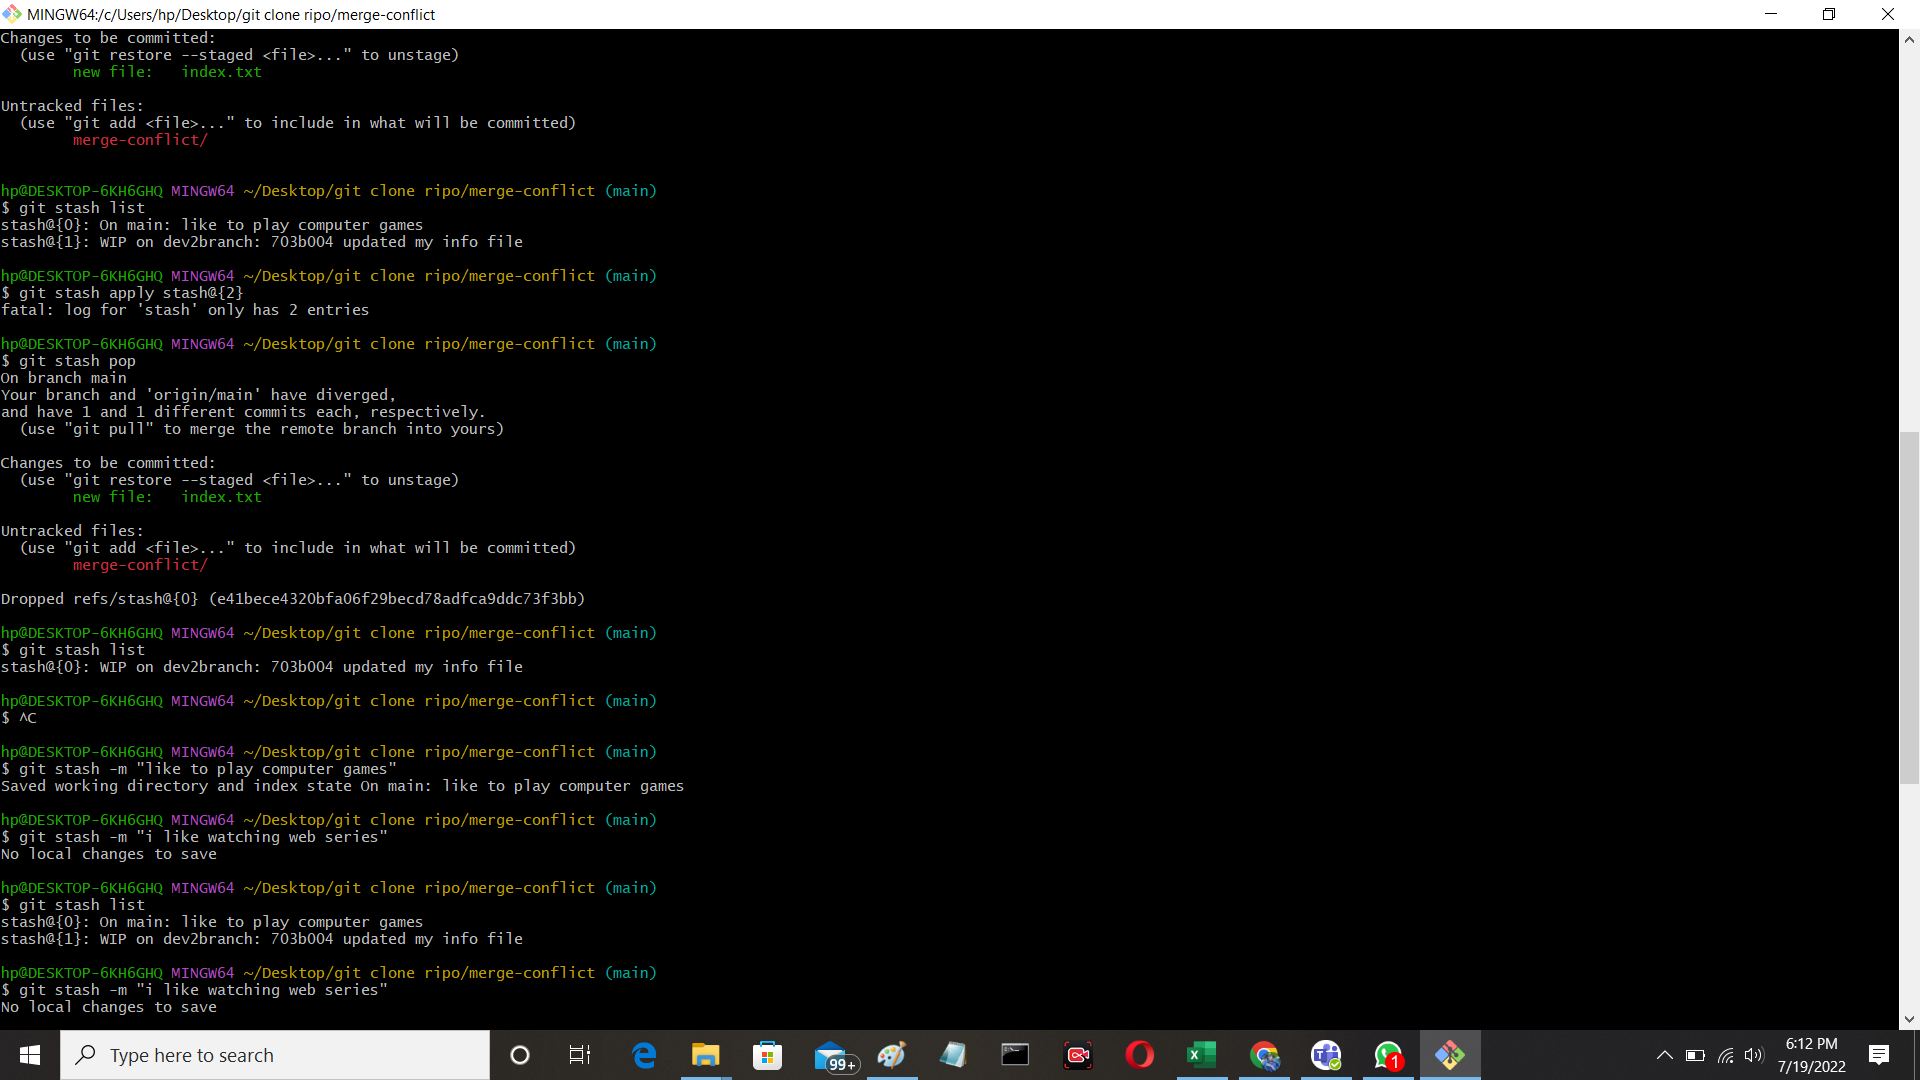 MINGW64:/c/Users/hp/Desktop/git clone ripo/merge-conflict
Changes to be committed:
  (use "git restore --staged <file>..." to unstage)
        new file:   index.txt

Untracked files:
  (use "git add <file>..." to include in what will be committed)
        merge-conflict/

hp@DESKTOP-6KH6GHQ MINGW64 ~/Desktop/git clone ripo/merge-conflict (main)
$ git stash list
stash@{0}: On main: like to play computer games
stash@{1}: WIP on dev2branch: 703b004 updated my info file

hp@DESKTOP-6KH6GHQ MINGW64 ~/Desktop/git clone ripo/merge-conflict (main)
$ git stash apply stash@{2}
fatal: log for 'stash' only has 2 entries

hp@DESKTOP-6KH6GHQ MINGW64 ~/Desktop/git clone ripo/merge-conflict (main)
$ git stash pop
On branch main
Your branch and 'origin/main' have diverged,
and have 1 and 1 different commits each, respectively.
  (use "git pull" to merge the remote branch into yours)

Changes to be committed:
  (use "git restore --staged <file>..." to unstage)
        new file:   index.txt

Untracked files:
  (use "git add <file>..." to include in what will be committed)
        merge-conflict/

Dropped refs/stash@{0} (e41bece4320bfa06f29becd78adfca9ddc73f3bb)

hp@DESKTOP-6KH6GHQ MINGW64 ~/Desktop/git clone ripo/merge-conflict (main)
$ git stash list
stash@{0}: WIP on dev2branch: 703b004 updated my info file

hp@DESKTOP-6KH6GHQ MINGW64 ~/Desktop/git clone ripo/merge-conflict (main)
$ ^C

hp@DESKTOP-6KH6GHQ MINGW64 ~/Desktop/git clone ripo/merge-conflict (main)
$ git stash -m "like to play computer games"
Saved working directory and index state On main: like to play computer games

hp@DESKTOP-6KH6GHQ MINGW64 ~/Desktop/git clone ripo/merge-conflict (main)
$ git stash -m "i like watching web series"
No local changes to save

hp@DESKTOP-6KH6GHQ MINGW64 ~/Desktop/git clone ripo/merge-conflict (main)
$ git stash list
stash@{0}: On main: like to play computer games
stash@{1}: WIP on dev2branch: 703b004 updated my info file

hp@DESKTOP-6KH6GHQ MINGW64 ~/Desktop/git clone ripo/merge-conflict (main)
$ git stash -m "i like watching web series"
No local changes to save
Type here to search
99+
1
6:12 PM
7/19/2022